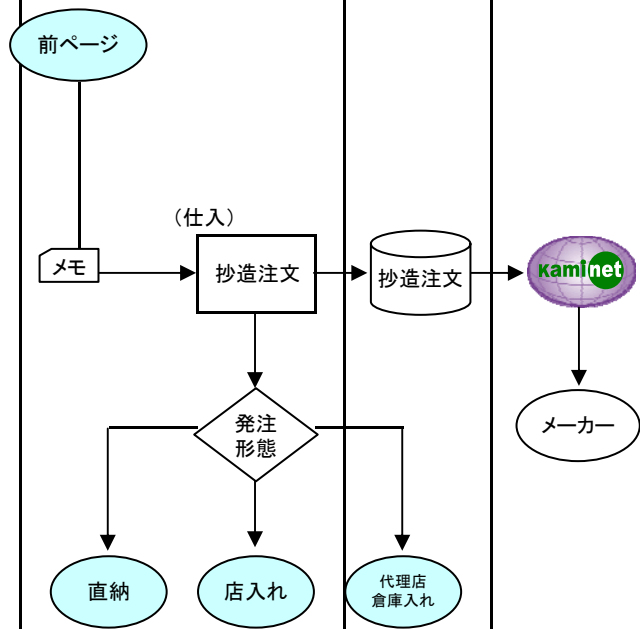 前ページ
(仕入)
メモ
抄造注文
抄造注文
kaminet
発注
形態
メーカー
直納
店入れ
代理店
倉庫入れ